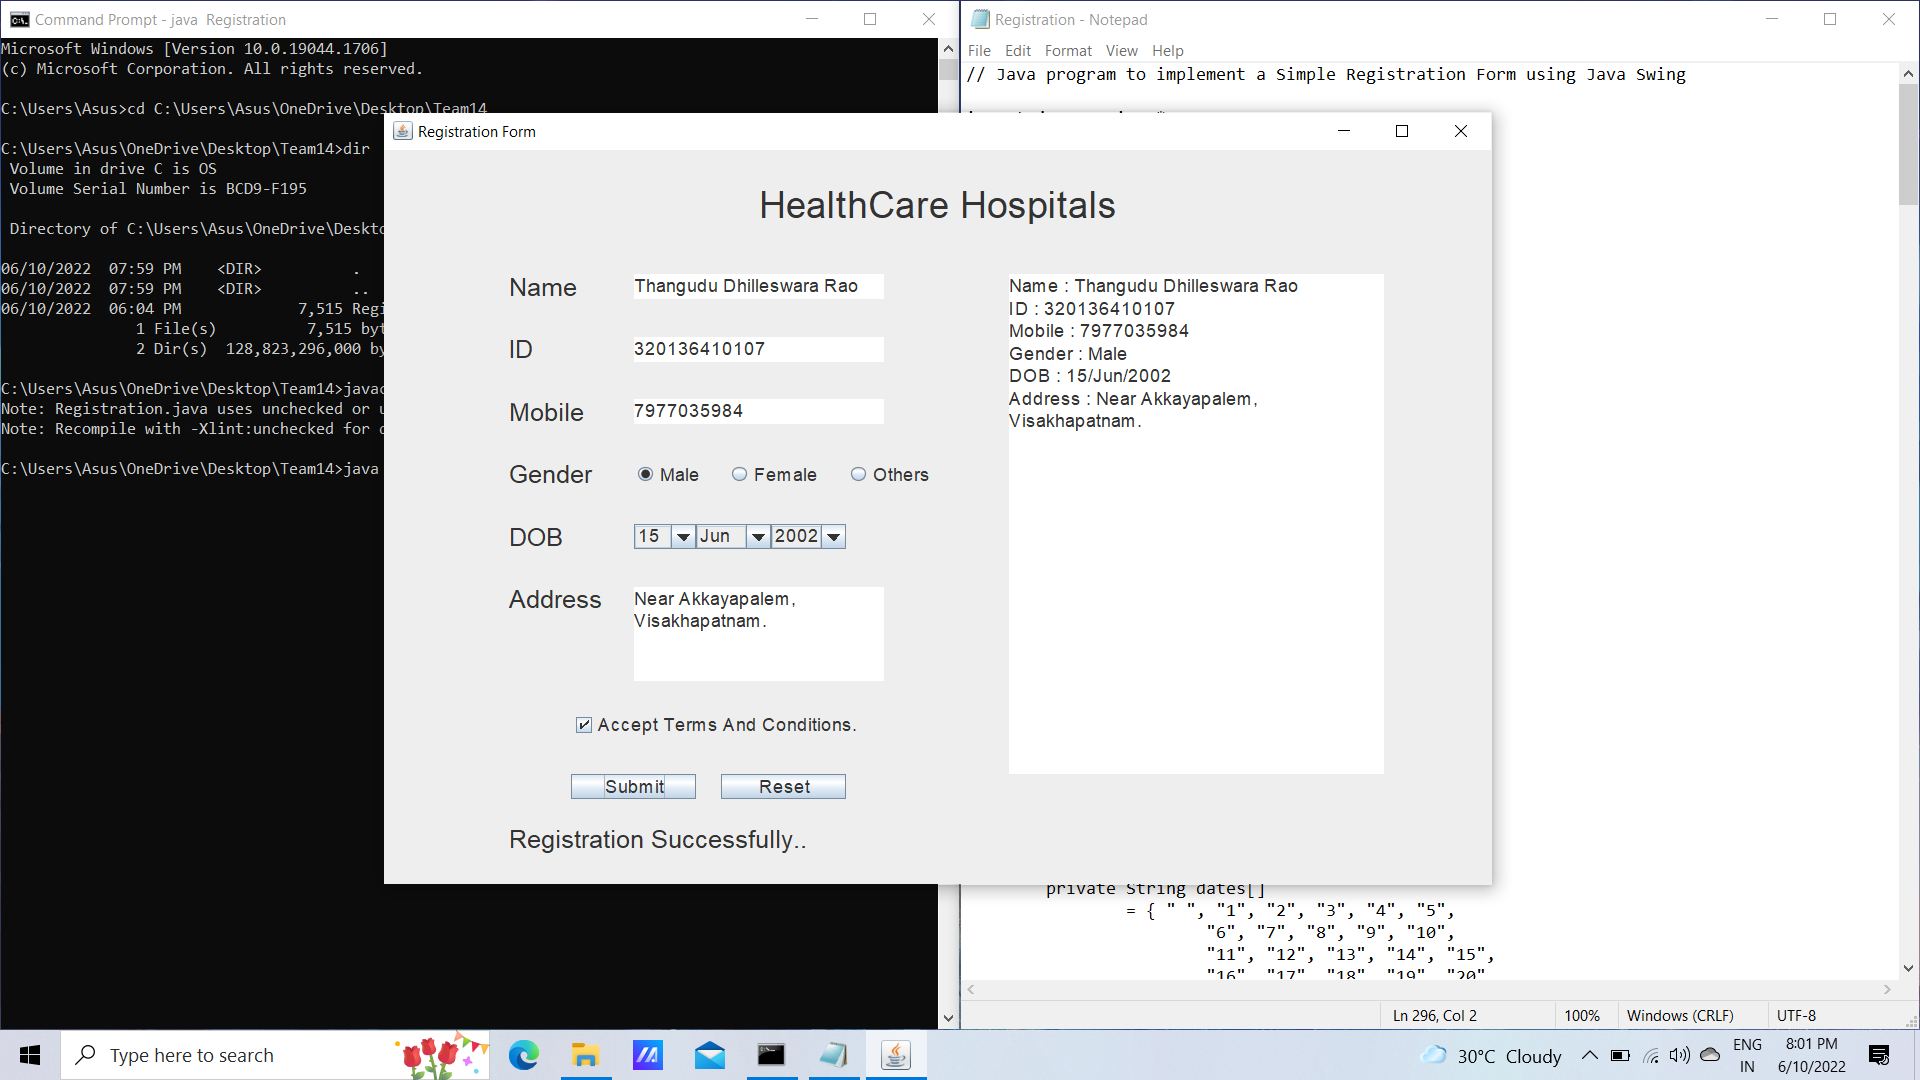 Command Prompt - java  Registration
Microsoft Windows [Version 10.0.19044.1706]
(c) Microsoft Corporation. All rights reserved.
C:\Users\Asus>cd C:\Users\Asus\OneDrive\Desktop\Team14
C:\Users\Asus\OneDrive\Desktop\Team14>dir
Volume in drive C is OS
Volume Serial Number is BCD9-F195
Directory of C:\Users\Asus\OneDrive\Deskto
06/10/2022  07:59 PM    <DIR>          .
06/10/2022  07:59 PM    <DIR>          ..
06/10/2022  06:04 PM             7,515 Regi
1 File(s)          7,515 byt
2 Dir(s)  128,823,296,000 by
C:\Users\Asus\OneDrive\Desktop\Team14>javac
Note: Registration.java uses unchecked or u
Note: Recompile with -Xlint:unchecked for d
C:\Users\Asus\OneDrive\Desktop\Team14>java
Registration - Notepad
File Edit Format View Help
// Java program to implement a Simple Registration Form using Java Swing
Registration Form
HealthCare Hospitals
Name Thangudu Dhilleswara Rao
ID 320136410107
Mobile 7977035984
Gender Male Female Others
DOB 15 Jun 2002
Address Near Akkayapalem,
Visakhapatnam.
Accept Terms And Conditions.
Submit Reset
Registration Successfully..
Name : Thangudu Dhilleswara Rao
ID : 320136410107
Mobile : 7977035984
Gender : Male
DOB : 15/Jun/2002
Address : Near Akkayapalem,
Visakhapatnam.
private String dates[]
= { " ", "1", "2", "3", "4", "5",
"6", "7", "8", "9", "10",
"11", "12", "13", "14", "15",
"16", "17", "18", "19", "20",
Ln 296, Col 2 100% Windows (CRLF) UTF-8
Type here to search
30°C Cloudy
ENG
IN
8:01 PM
6/10/2022